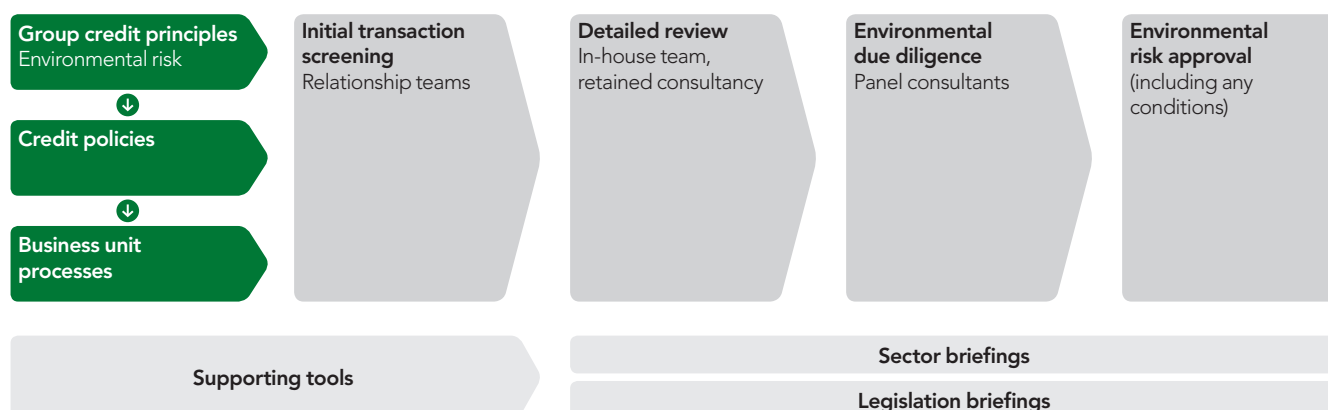 Group credit principles
Environmental risk
Credit policies
Business unit
processes
Initial transaction
screening
Relationship teams
Detailed review
In-house team,
retained consultancy
Environmental
due diligence
Panel consultants
Environmental
risk approval
(including any
conditions)
Supporting tools
Sector briefings
Legislation briefings